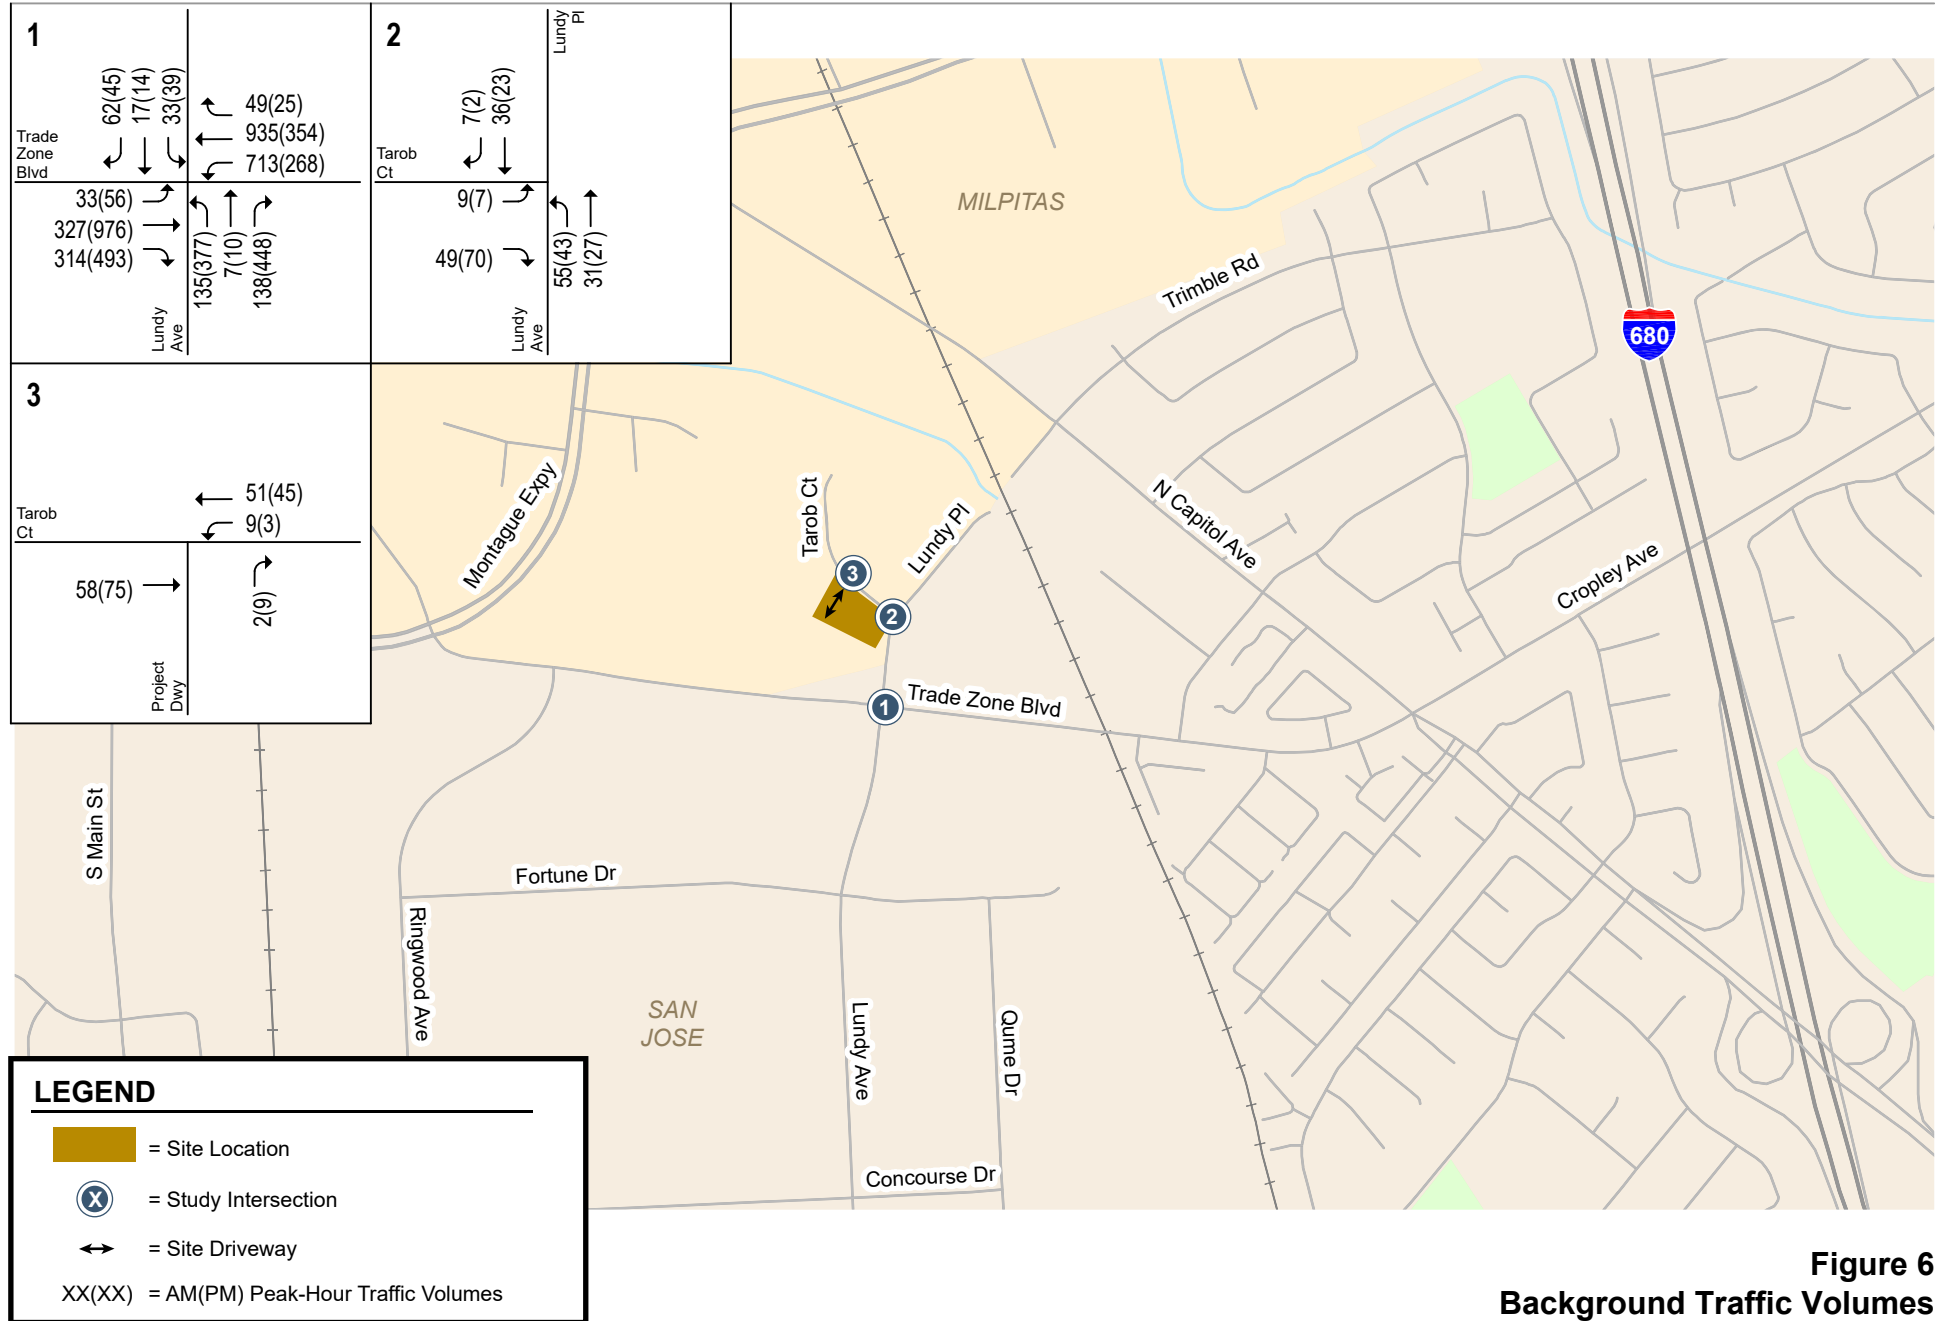 1
62(45)
17(14)
33(39)
49(25)
935(354)
713(268)
Trade
Zone
Blvd
33(56)
327(976)
314(493)
135(377)
7(10)
138(448)
Lundy
Ave
2
Lundy
Pl
7(2)
36(23)
Tarob
Ct
9(7)
49(70)
55(43)
31(27)
Lundy
Ave
3
51(45)
9(3)
Tarob
Ct
58(75)
2(9)
Project
Dwy
MILPITAS
Trimble Rd
680
Montague Expy
Tarob Ct
Lundy Pl
N Capitol Ave
Cropley Ave
3
2
1
Trade Zone Blvd
S Main St
Fortune Dr
Ringwood Ave
SAN
JOSE
Lundy Ave
Qume Dr
Concourse Dr
LEGEND
= Site Location
X = Study Intersection
= Site Driveway
XX(XX) = AM(PM) Peak-Hour Traffic Volumes
Figure 6
Background Traffic Volumes